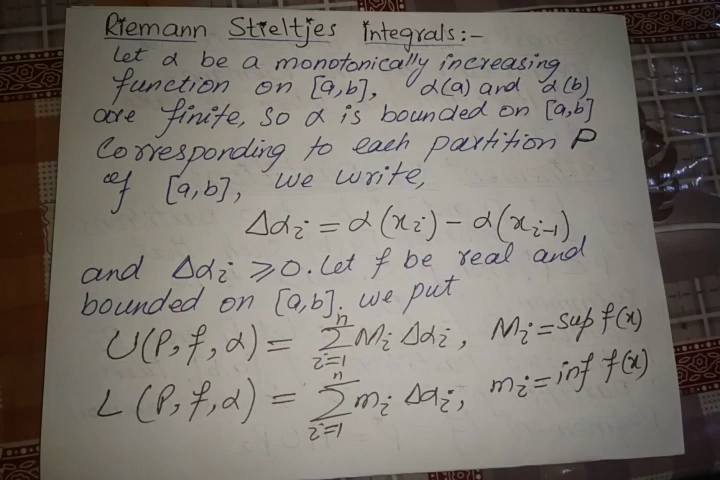 Riemann Stieltjes Integrals:-
Let α be a monotonically increasing
function on [a,b], α(a) and α(b)
are finite, so α is bounded on [a,b]
Corresponding to each partition P
of [a,b], we write,
Δαi = α(xi) - α(xi-1)
and Δαi ⩾ 0. Let f be real and
bounded on [a,b]. we put
U(P, f, α) = n∑i=1 Mi Δαi, Mi = sup f(x)
L (P, f, α) = n∑i=1 mi Δαi, mi = inf f(x)